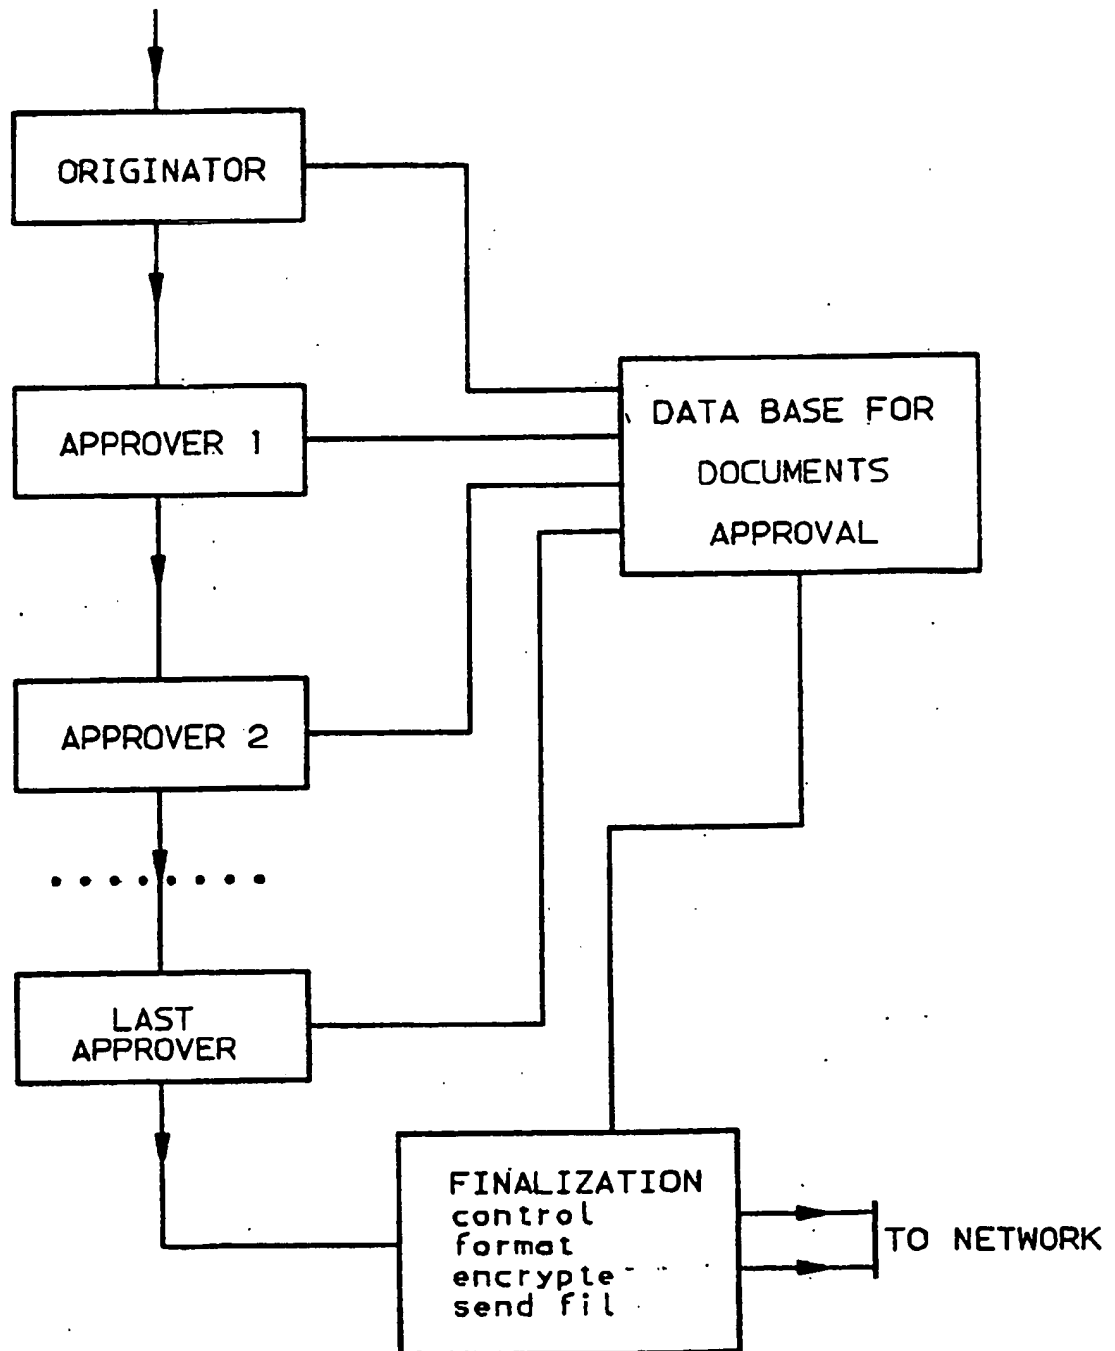 ORIGINATOR
APPROVER 1
DATA BASE FOR
DOCUMENTS
APPROVAL
APPROVER 2
LAST
APPROVER
FINALIZATION
control
format
encrypte
send fil
TO NETWORK